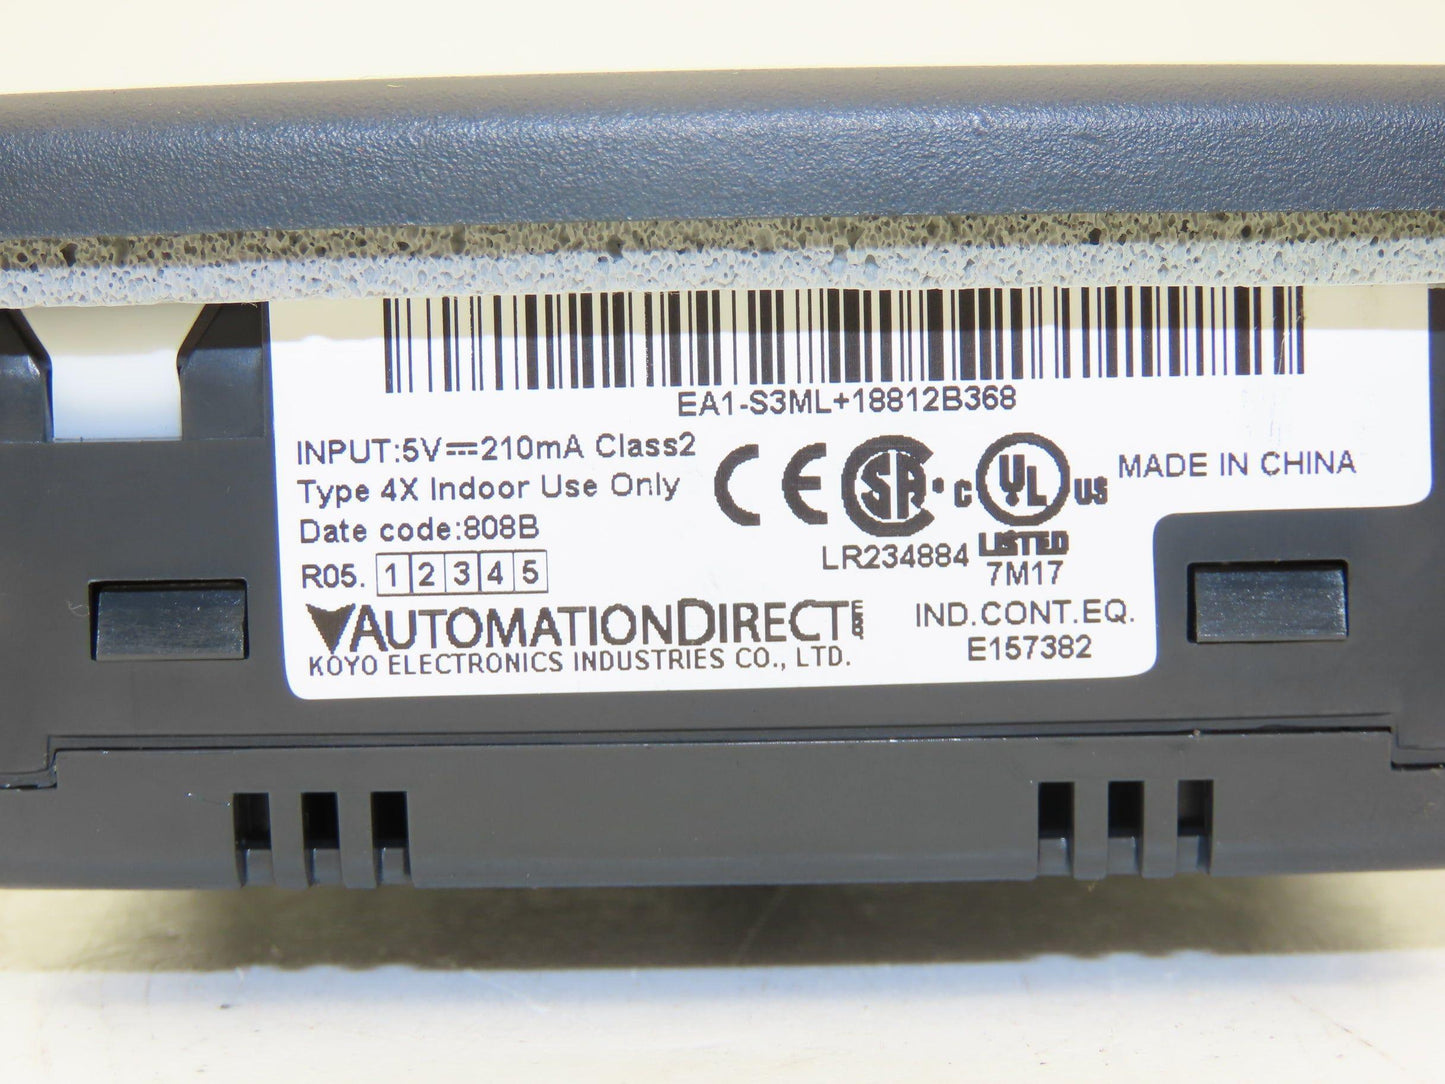 EA1-S3ML+18812B368
INPUT:5V⎓210mA Class2
Type 4X Indoor Use Only
Date code:808B
R05. 1 2 3 4 5
CE
SA
c UL US
LISTED
MADE IN CHINA
LR234884
7M17
AUTOMATIONDIRECT
KOYO ELECTRONICS INDUSTRIES CO., LTD.
IND.CONT.EQ.
E157382